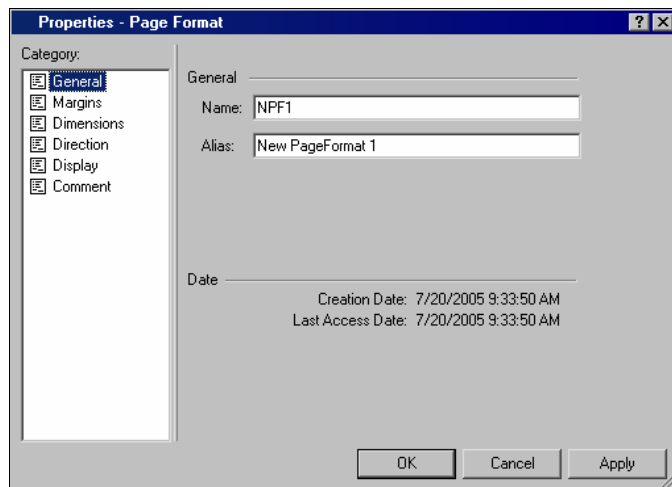 Properties - Page Format
Category:
General
Margins
Dimensions
Direction
Display
Comment
General
Name: NPF1
Alias: New PageFormat 1
Date
Creation Date: 7/20/2005 9:33:50 AM
Last Access Date: 7/20/2005 9:33:50 AM
OK Cancel Apply